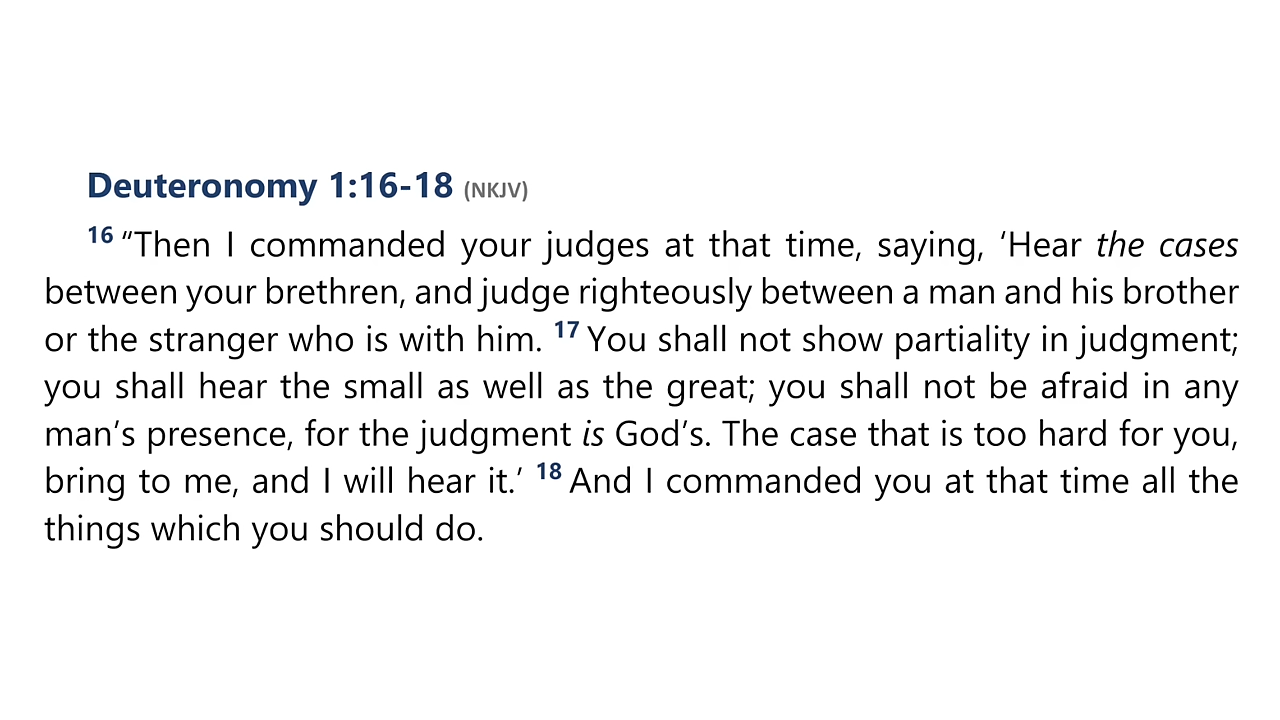 Deuteronomy 1:16-18 (NKJV)
16 “Then I commanded your judges at that time, saying, ‘Hear the cases
between your brethren, and judge righteously between a man and his brother
or the stranger who is with him. 17 You shall not show partiality in judgment;
you shall hear the small as well as the great; you shall not be afraid in any
man’s presence, for the judgment is God’s. The case that is too hard for you,
bring to me, and I will hear it.’ 18 And I commanded you at that time all the
things which you should do.